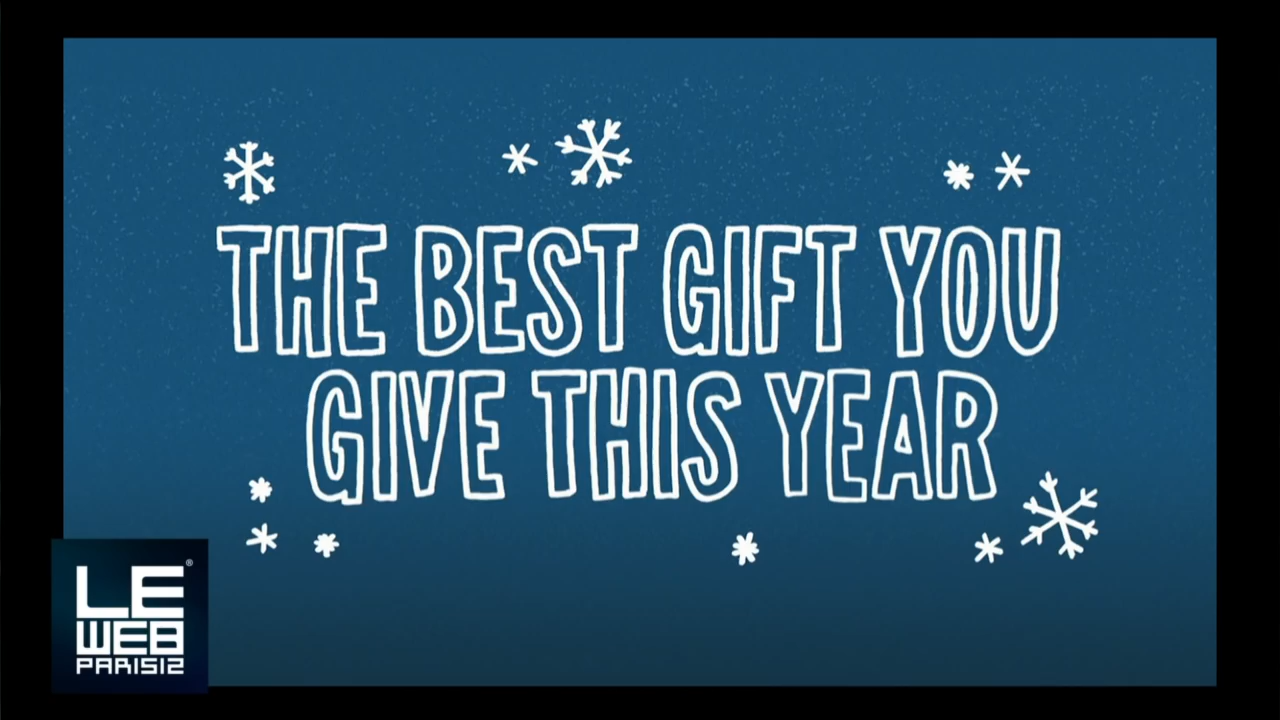 THE BEST GIFT YOU
GIVE THIS YEAR
LE
WEB
PARIS12